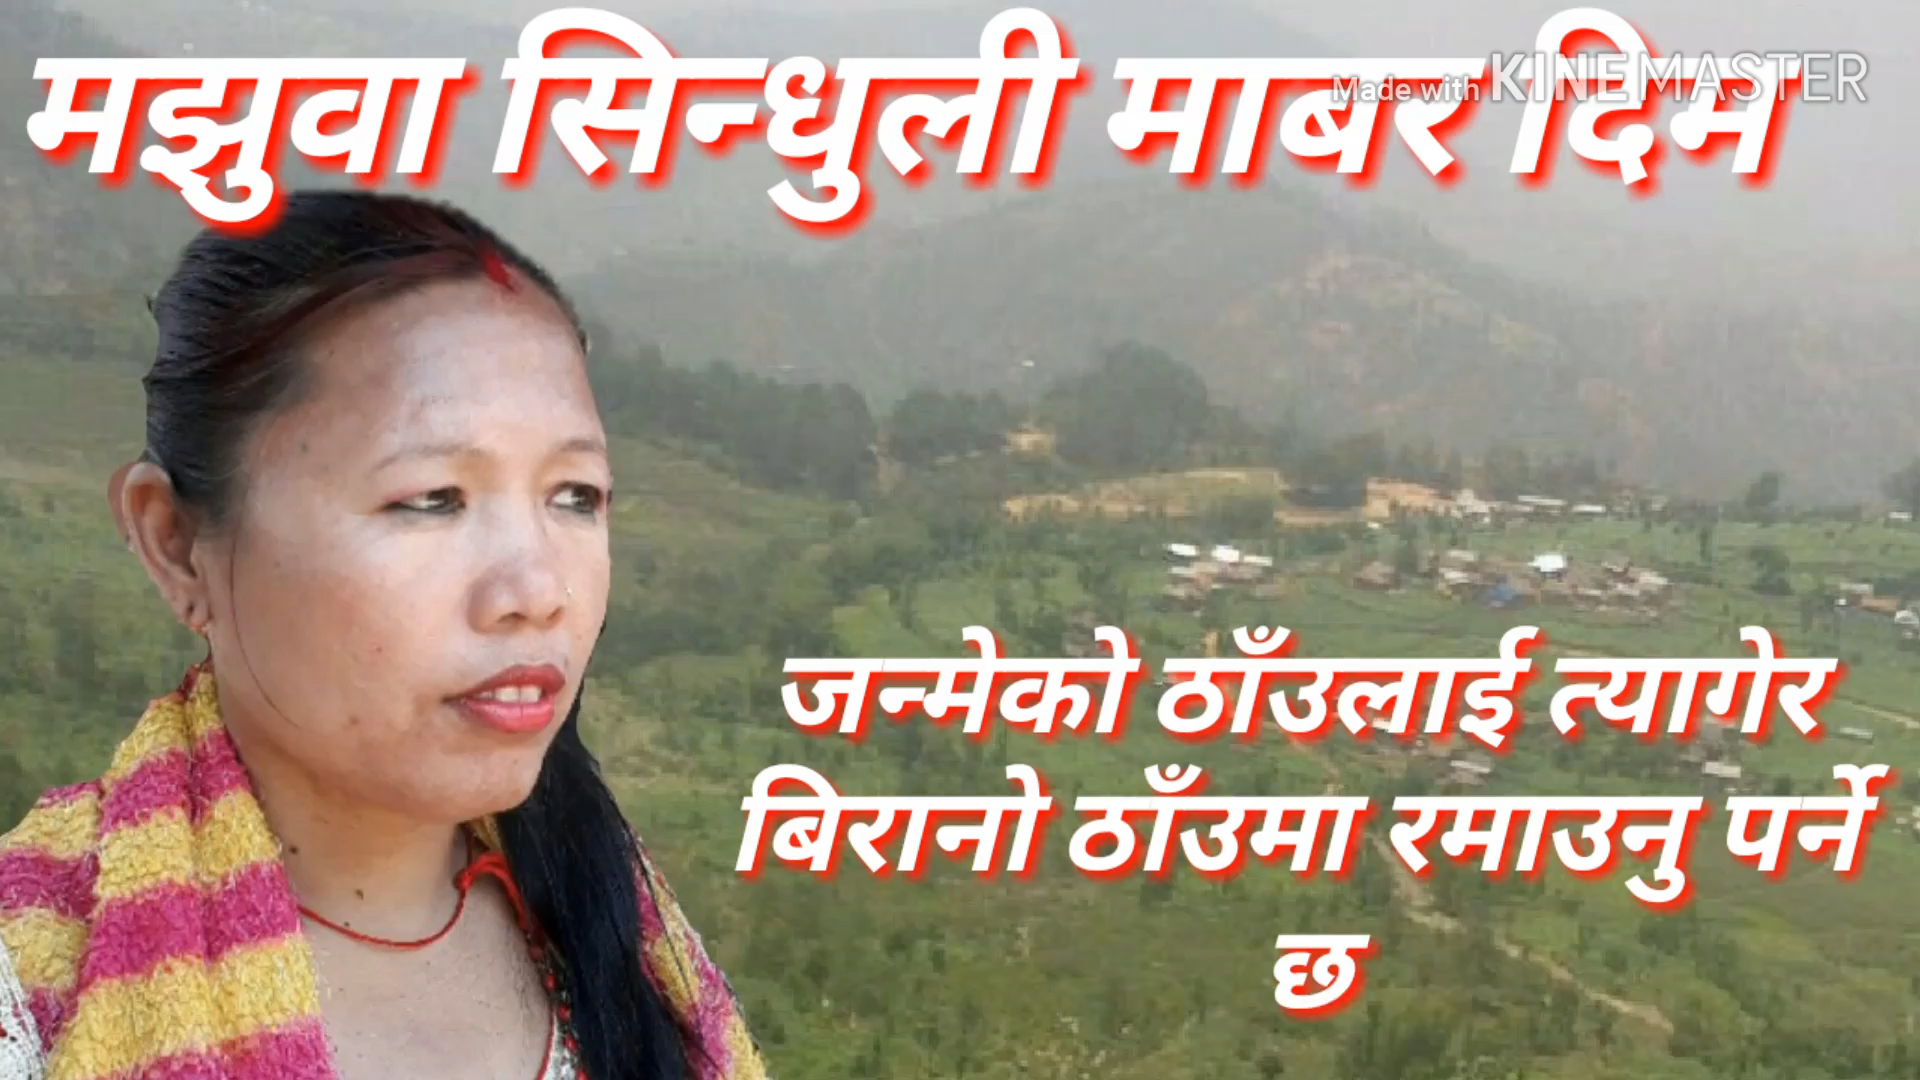 मझुवा सिन्धुली माबर दिम
Made with KINEMASTER
जन्मेको ठाँउलाई त्यागेर
बिरानो ठाँउमा रमाउनु पर्ने
छ